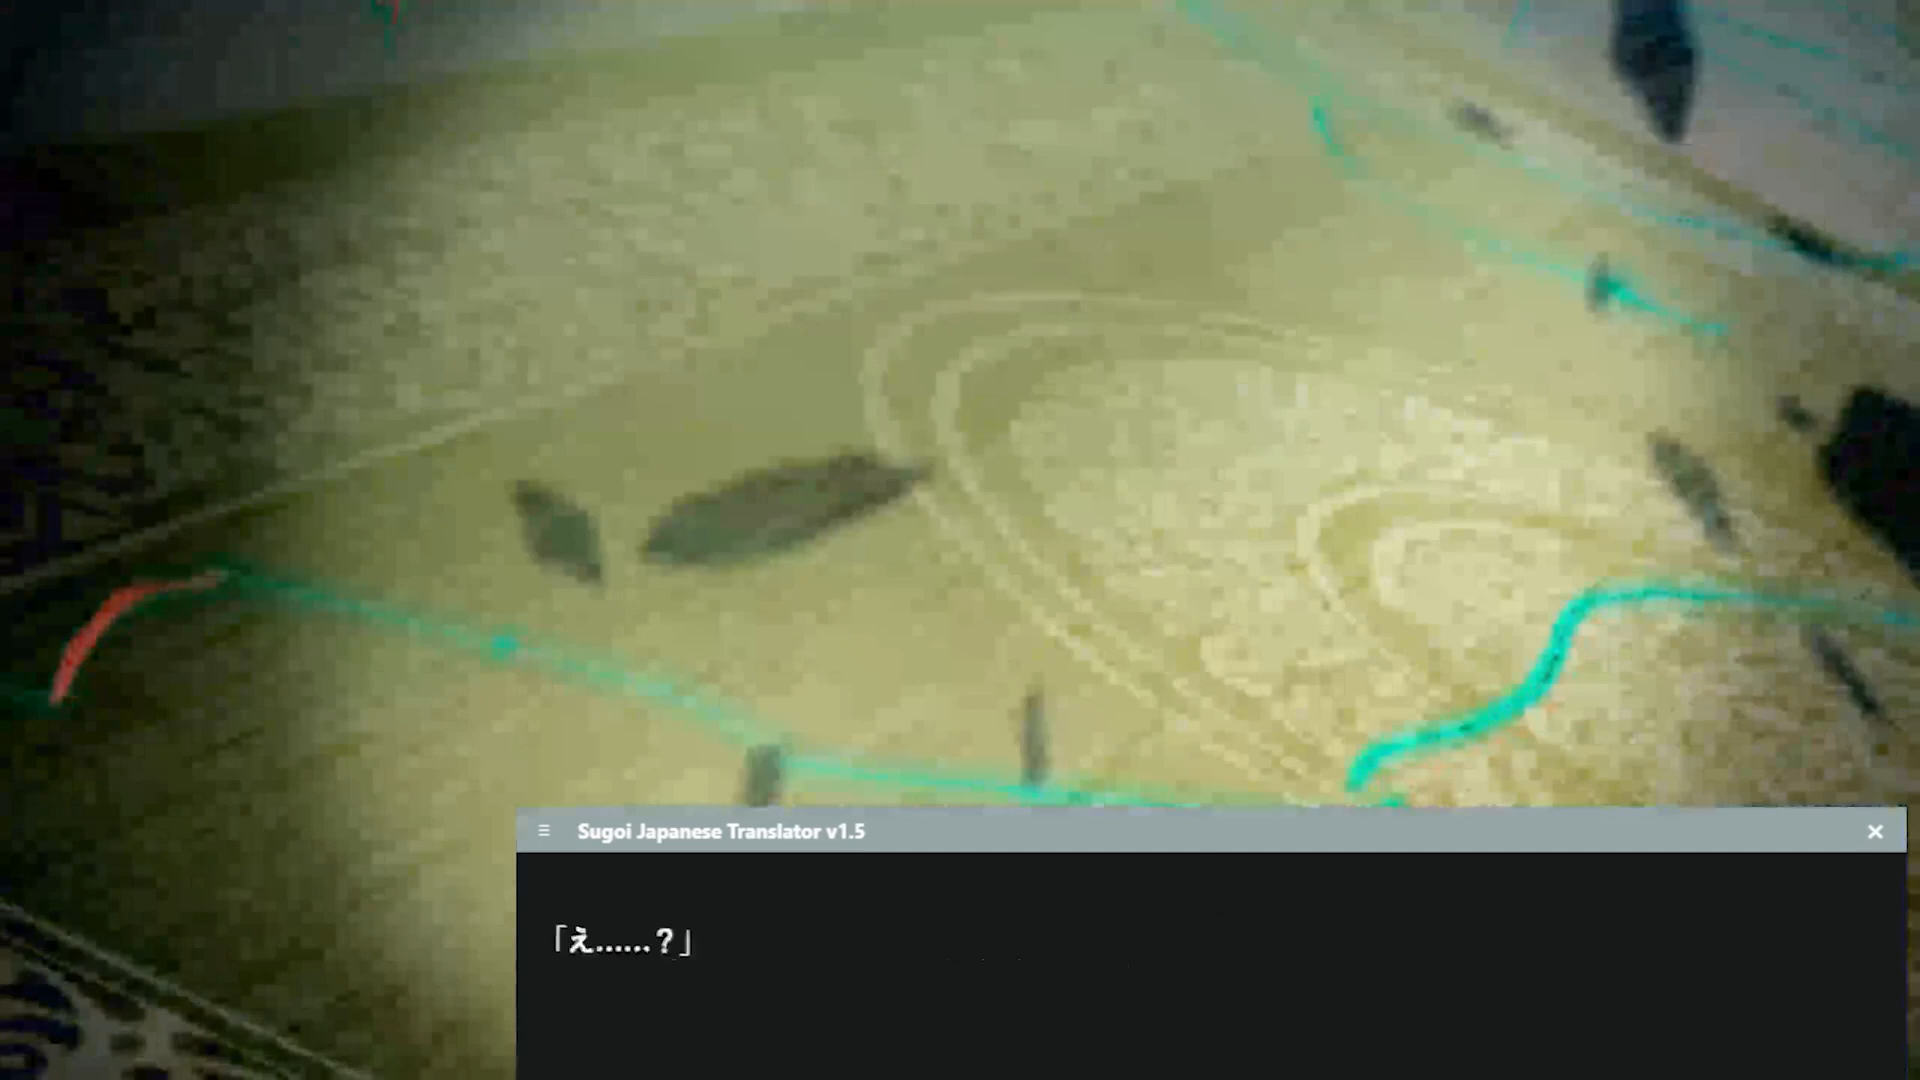 Sugoi Japanese Translator v1.5
「え……？」